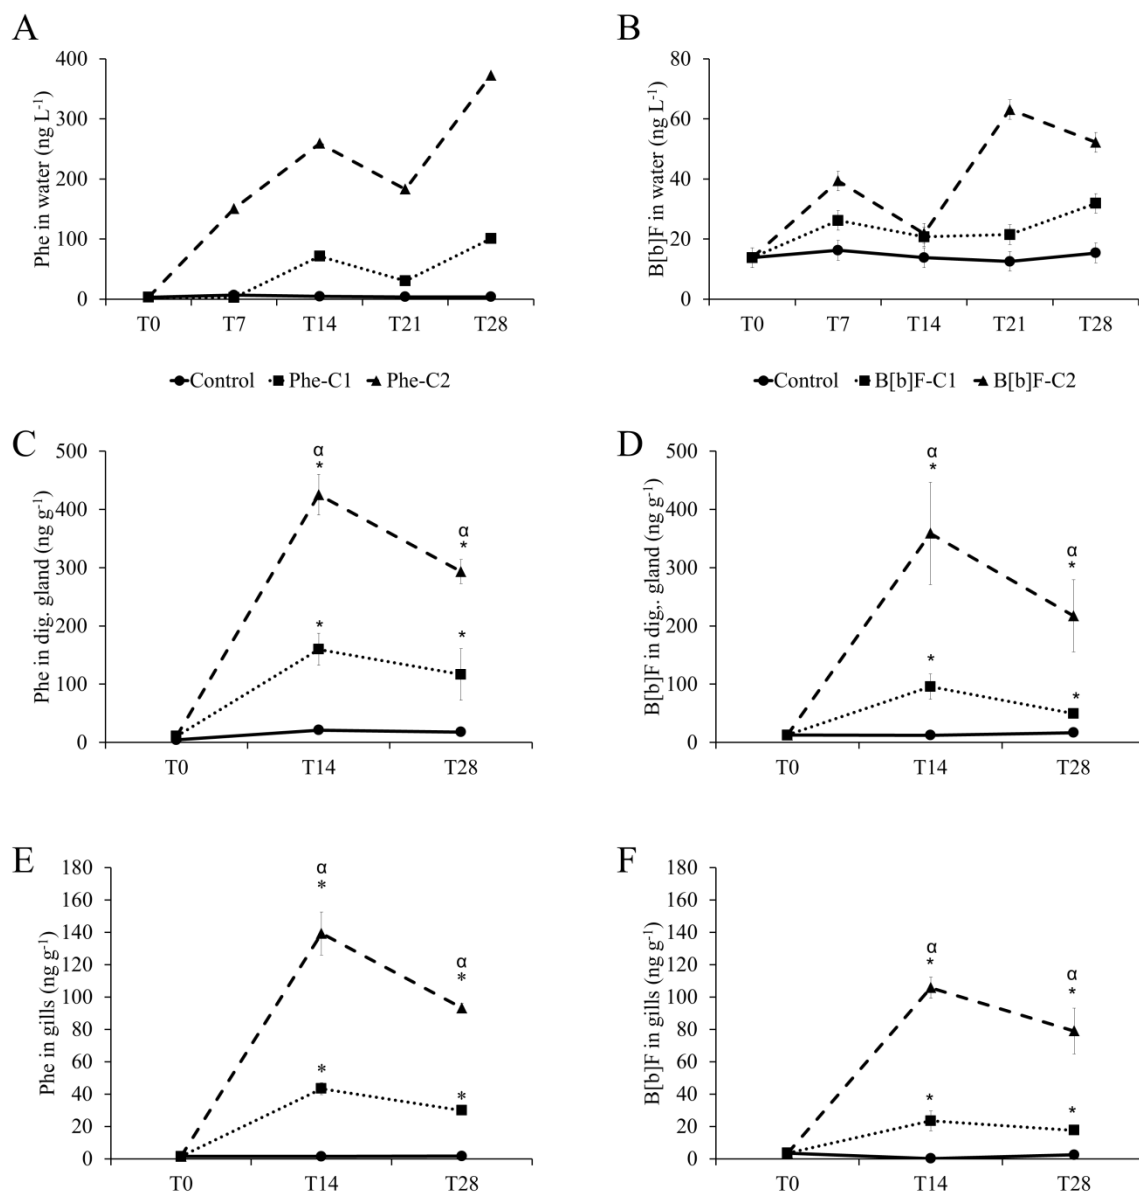 A
Phe in water (ng L-1)
400
300
200
100
0
T0 T7 T14 T21 T28
Control Phe-C1 Phe-C2
B
B[b]F in water (ng L-1)
80
60
40
20
0
T0 T7 T14 T21 T28
Control B[b]F-C1 B[b]F-C2
C
Phe in dig. gland (ng g-1)
500
400
300
200
100
0
α
*
α
*
*
*
T0 T14 T28
D
B[b]F in dig,. gland (ng g-1)
500
400
300
200
100
0
α
*
α
*
*
*
T0 T14 T28
E
Phe in gills (ng g-1)
180
160
140
120
100
80
60
40
20
0
α
*
α
*
*
*
T0 T14 T28
F
B[b]F in gills (ng g-1)
180
160
140
120
100
80
60
40
20
0
α
*
α
*
*
*
T0 T14 T28